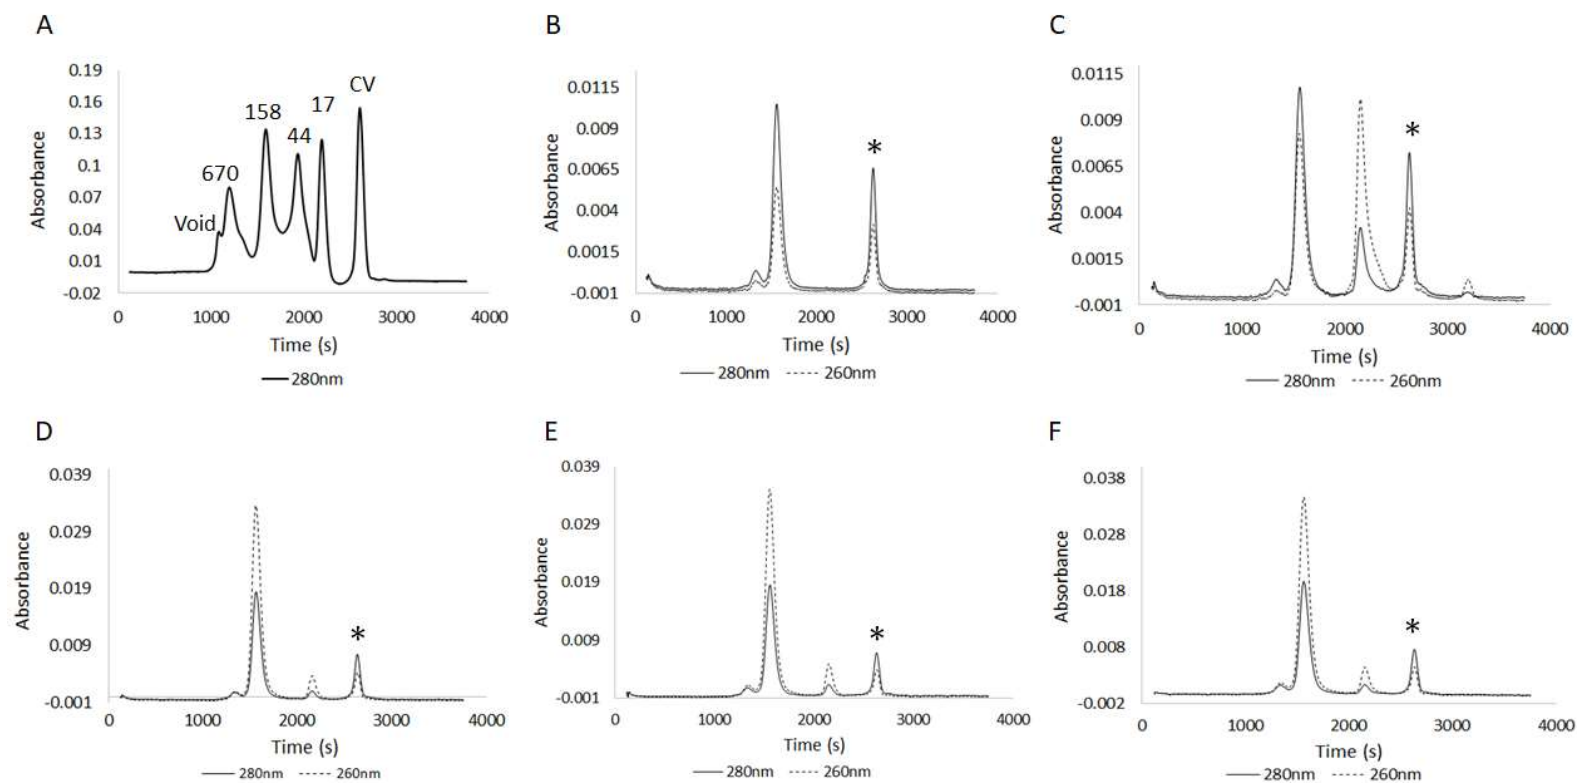 A
Absorbance
0.19
0.16
0.13
0.1
0.07
0.04
0.01
-0.02
Void
670
158
44
17
CV
0
1000
2000
3000
4000
Time (s)
280nm
B
Absorbance
0.0115
0.009
0.0065
0.004
0.0015
-0.001
*
0
1000
2000
3000
4000
Time (s)
280nm
260nm
C
Absorbance
0.0115
0.009
0.0065
0.004
0.0015
-0.001
*
0
1000
2000
3000
4000
Time (s)
280nm
260nm
D
Absorbance
0.039
0.029
0.019
0.009
-0.001
*
0
1000
2000
3000
4000
Time (s)
280nm
260nm
E
Absorbance
0.039
0.029
0.019
0.009
-0.001
*
0
1000
2000
3000
4000
Time (s)
280nm
260nm
F
Absorbance
0.038
0.028
0.018
0.008
-0.002
*
0
1000
2000
3000
4000
Time (s)
280nm
260nm